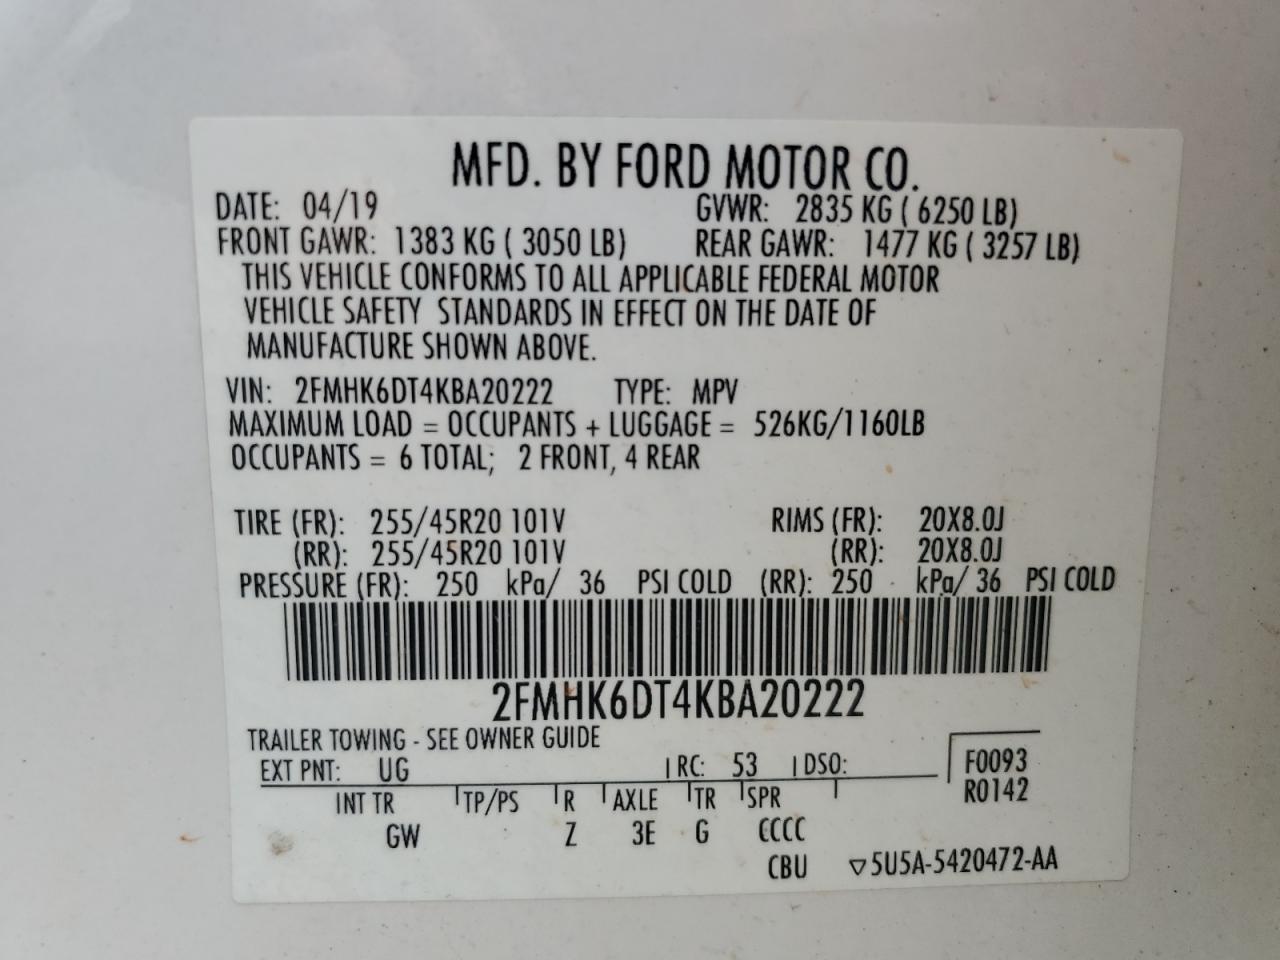 MFD. BY FORD MOTOR CO.
DATE: 04/19 GVWR: 2835 KG ( 6250 LB)
FRONT GAWR: 1383 KG ( 3050 LB) REAR GAWR: 1477 KG ( 3257 LB)
THIS VEHICLE CONFORMS TO ALL APPLICABLE FEDERAL MOTOR
VEHICLE SAFETY STANDARDS IN EFFECT ON THE DATE OF
MANUFACTURE SHOWN ABOVE.
VIN: 2FMHK6DT4KBA20222 TYPE: MPV
MAXIMUM LOAD = OCCUPANTS + LUGGAGE = 526KG/1160LB
OCCUPANTS = 6 TOTAL; 2 FRONT, 4 REAR
TIRE (FR): 255/45R20 101V RIMS (FR): 20X8.0J
(RR): 255/45R20 101V (RR): 20X8.0J
PRESSURE (FR): 250 kPa/ 36 PSI COLD (RR): 250 kPa/ 36 PSI COLD
2FMHK6DT4KBA20222
TRAILER TOWING - SEE OWNER GUIDE
EXT PNT: UG RC: 53 DSO: F0093
INT TR TP/PS R AXLE TR SPR R0142
GW Z 3E G CCCC
CBU ▽5U5A-5420472-AA